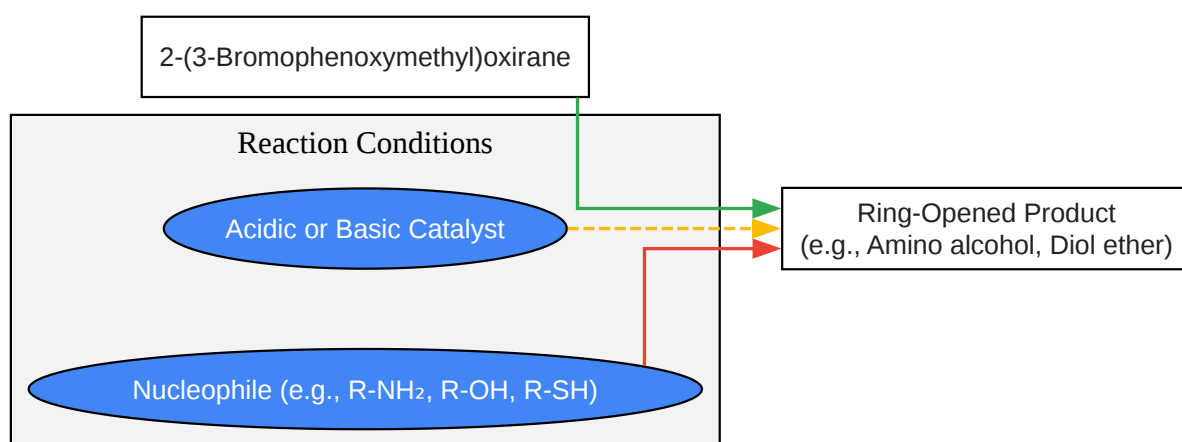 2-(3-Bromophenoxymethyl)oxirane
Reaction Conditions
Acidic or Basic Catalyst
Nucleophile (e.g., R-NH₂, R-OH, R-SH)
Ring-Opened Product
(e.g., Amino alcohol, Diol ether)